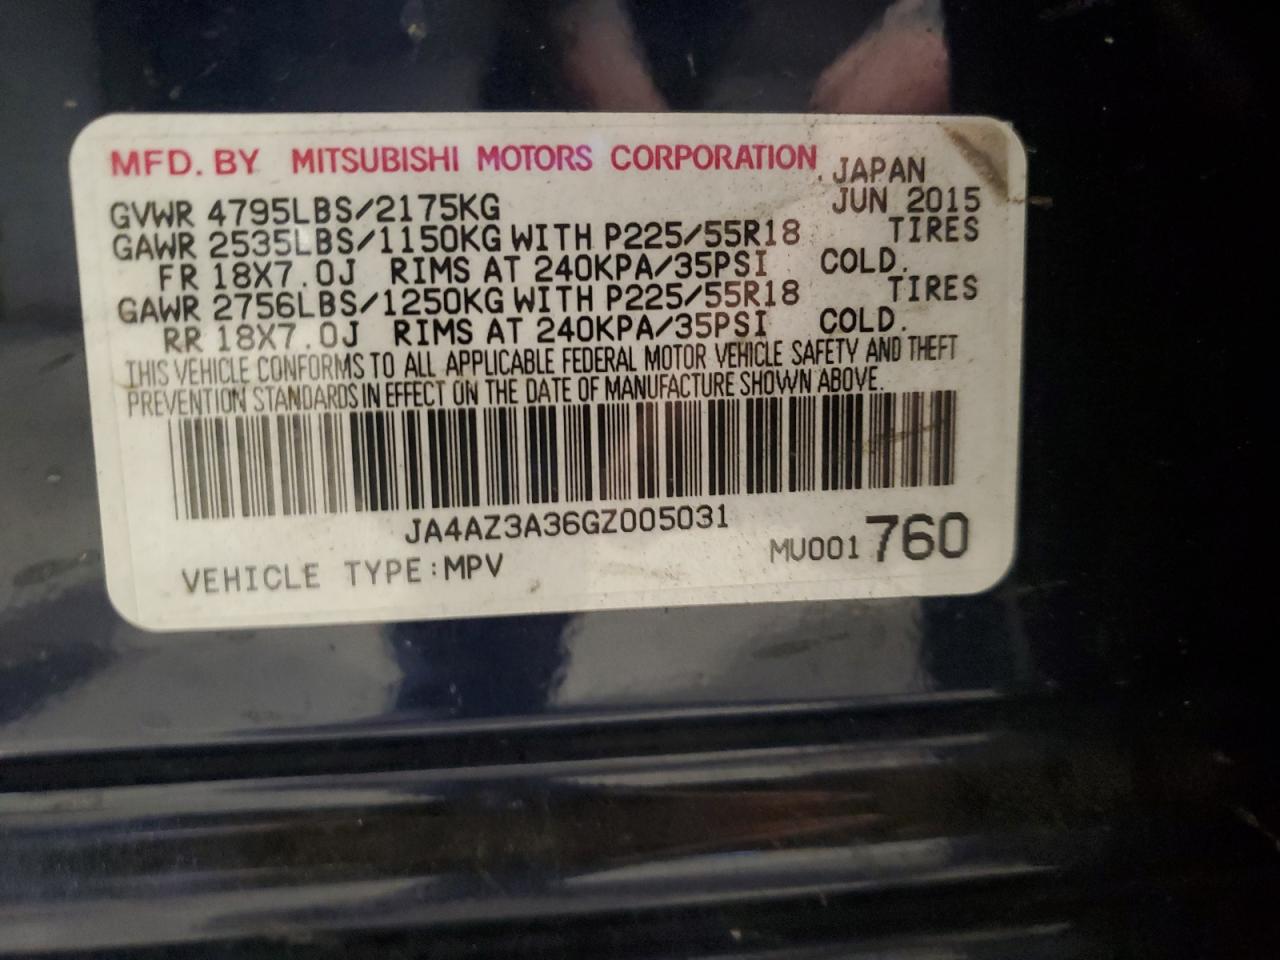 MFD. BY MITSUBISHI MOTORS CORPORATION, JAPAN
GVWR 4795LBS/2175KG JUN 2015
GAWR 2535LBS/1150KG WITH P225/55R18 TIRES
FR 18X7.0J RIMS AT 240KPA/35PSI COLD.
GAWR 2756LBS/1250KG WITH P225/55R18 TIRES
RR 18X7.0J RIMS AT 240KPA/35PSI COLD.
THIS VEHICLE CONFORMS TO ALL APPLICABLE FEDERAL MOTOR VEHICLE SAFETY AND THEFT
PREVENTION STANDARDS IN EFFECT ON THE DATE OF MANUFACTURE SHOWN ABOVE.
JA4AZ3A36GZ005031
VEHICLE TYPE:MPV MU001 760